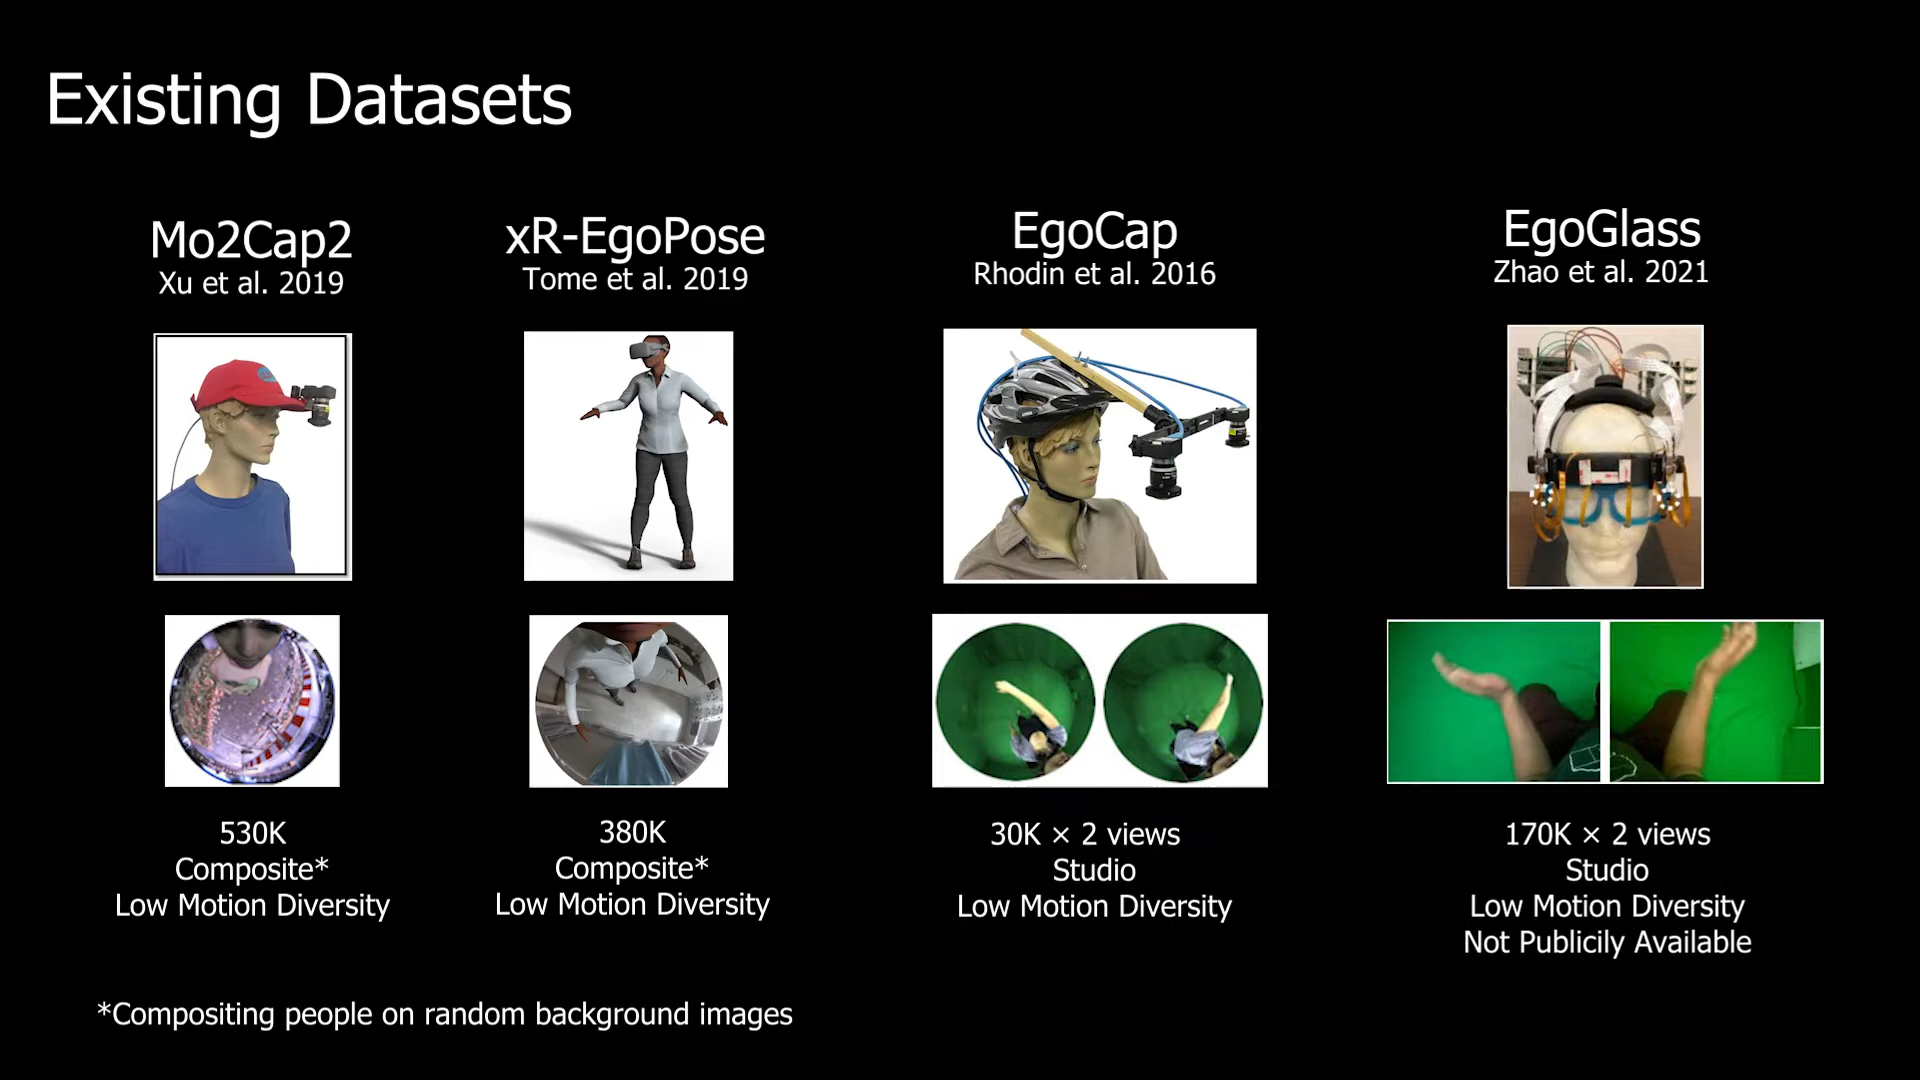 Existing Datasets
Mo2Cap2
Xu et al. 2019
xR-EgoPose
Tome et al. 2019
EgoCap
Rhodin et al. 2016
EgoGlass
Zhao et al. 2021
530K
Composite*
Low Motion Diversity
380K
Composite*
Low Motion Diversity
30K × 2 views
Studio
Low Motion Diversity
170K × 2 views
Studio
Low Motion Diversity
Not Publicily Available
*Compositing people on random background images